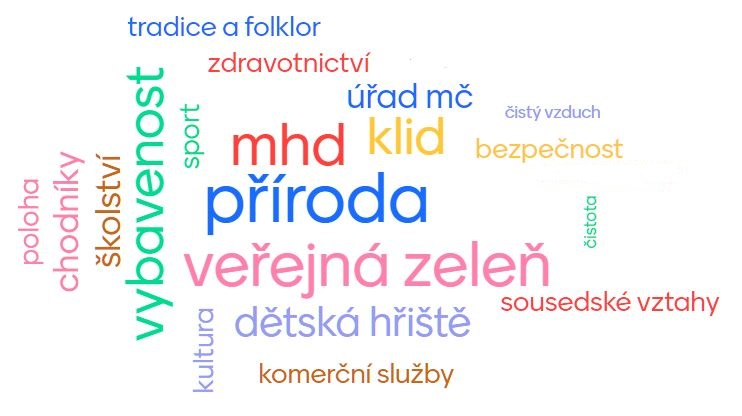 tradice a folklor
zdravotnictví
úřad mč
čistý vzduch
sport
mhd
klid
bezpečnost
vybavenost
školství
chodníky
poloha
příroda
čistota
veřejná zeleň
sousedské vztahy
dětská hřiště
kultura
komerční služby